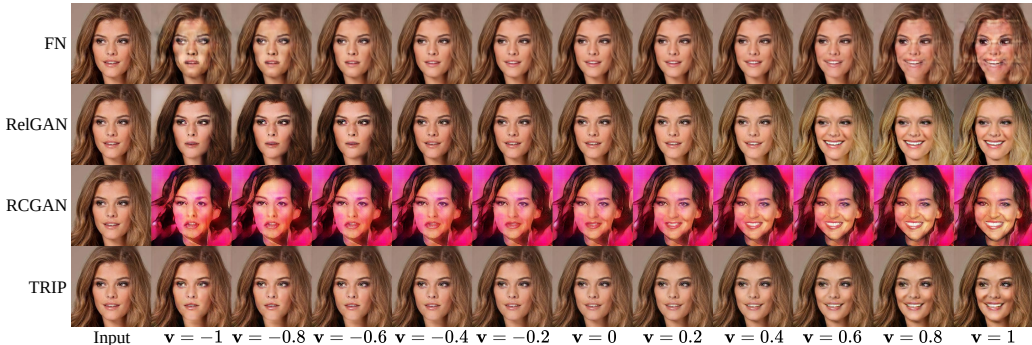 FN
RelGAN
RCGAN
TRIP
Input v = −1 v = −0.8 v = −0.6 v = −0.4 v = −0.2 v = 0 v = 0.2 v = 0.4 v = 0.6 v = 0.8 v = 1